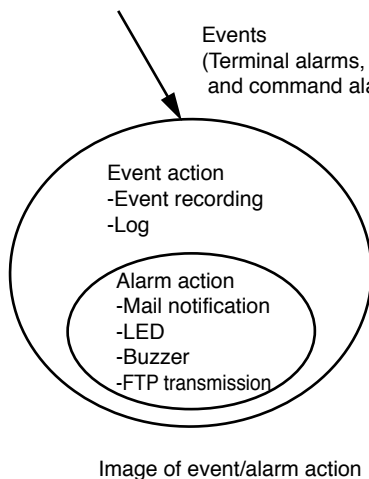 Events
(Terminal alarms,
and command
Event action
-Event recording
-Log
Alarm action
-Mail notification
-LED
-Buzzer
-FTP transmission
Image of event/alarm action